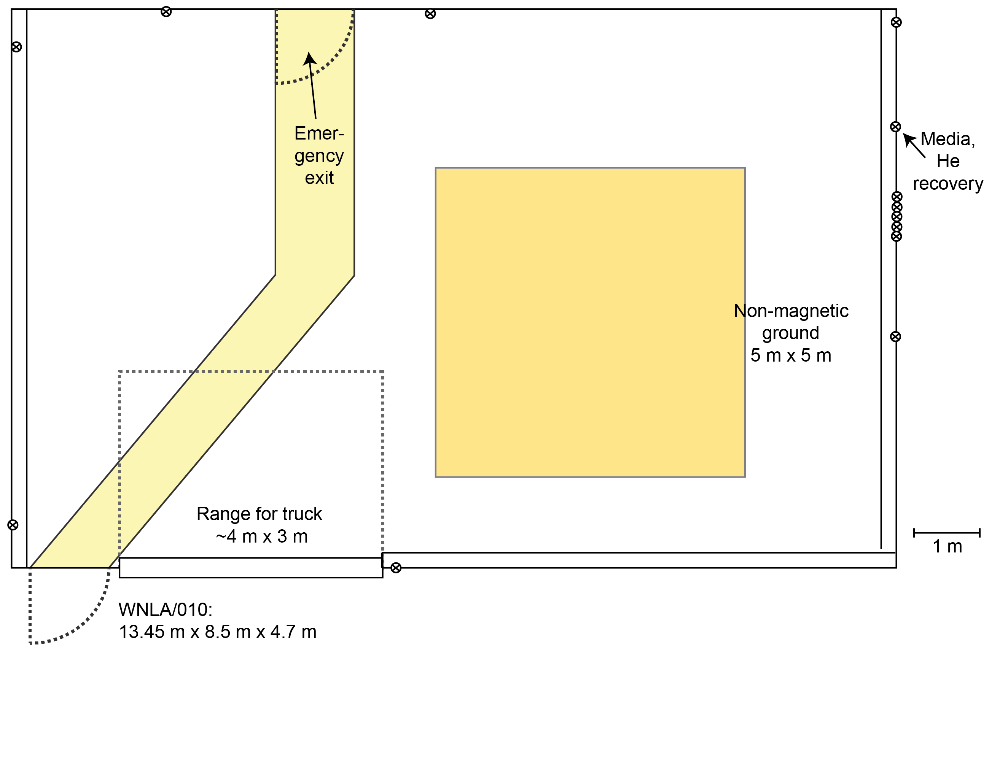 Emer-
gency
exit
Media,
He
recovery
Non-magnetic
ground
5 m x 5 m
Range for truck
~4 m x 3 m
1 m
WNLA/010:
13.45 m x 8.5 m x 4.7 m